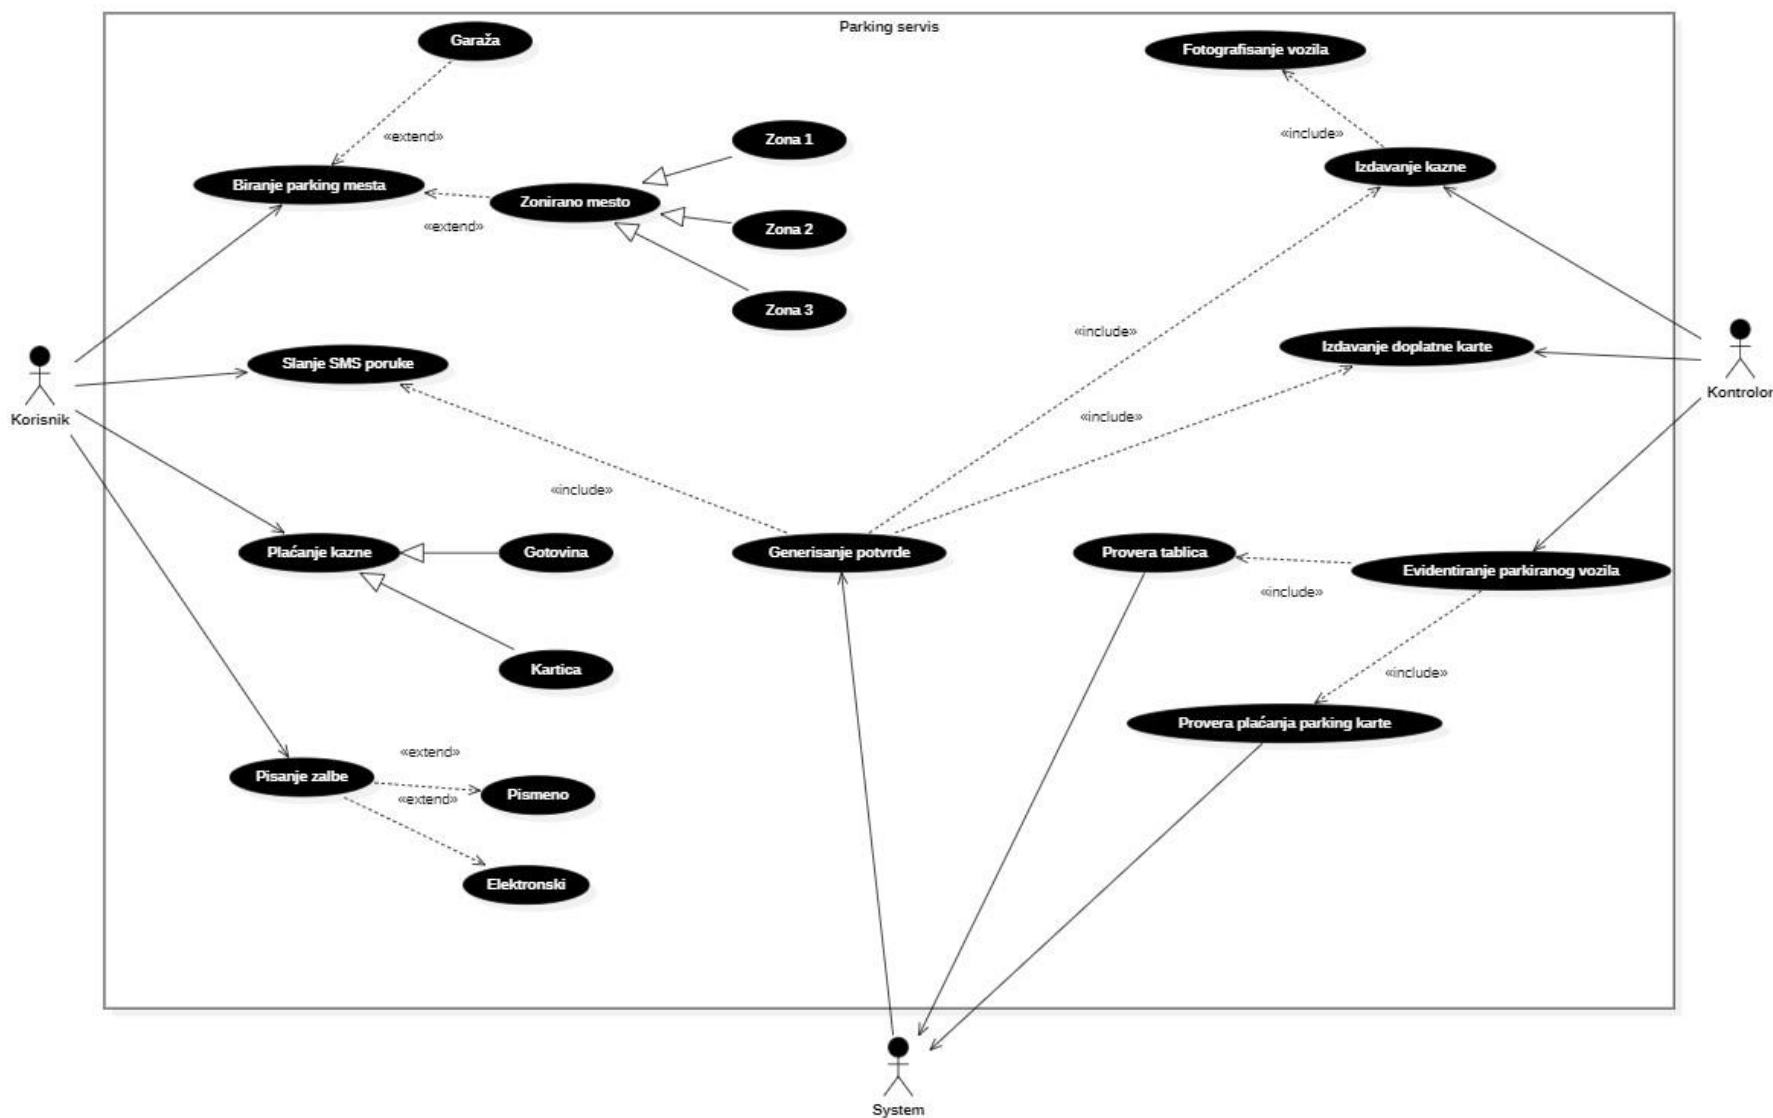 Parking servis
Garaža
Fotografisanje vozila
«extend»
«include»
Zona 1
Biranje parking mesta
Zonirano mesto
Izdavanje kazne
«extend»
Zona 2
Zona 3
«include»
Slanje SMS poruke
Izdavanje doplatne karte
Korisnik
Kontrolor
«include»
«include»
Plaćanje kazne
Gotovina
Generisanje potvrde
Provera tablica
Evidentiranje parkiranog vozila
«include»
Kartica
«include»
Provera plaćanja parking karte
«extend»
Pisanje zalbe
«extend»
Pismeno
Elektronski
System